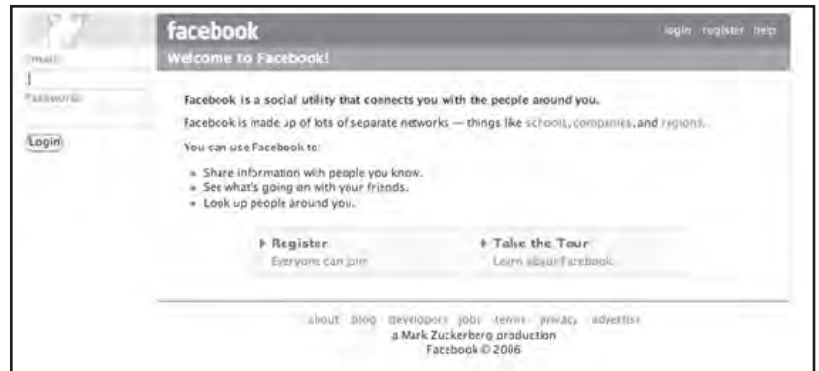 facebook
login register help
Welcome to Facebook!
Email:
Password:
Login
Facebook is a social utility that connects you with the people around you.
Facebook is made up of lots of separate networks — things like schools, companies, and regions.
You can use Facebook to:
» Share information with people you know.
» See what's going on with your friends.
» Look up people around you.
Register
Everyone can join
Take the Tour
Learn about Facebook
about blog developers jobs terms privacy advertise
a Mark Zuckerberg production
Facebook © 2006